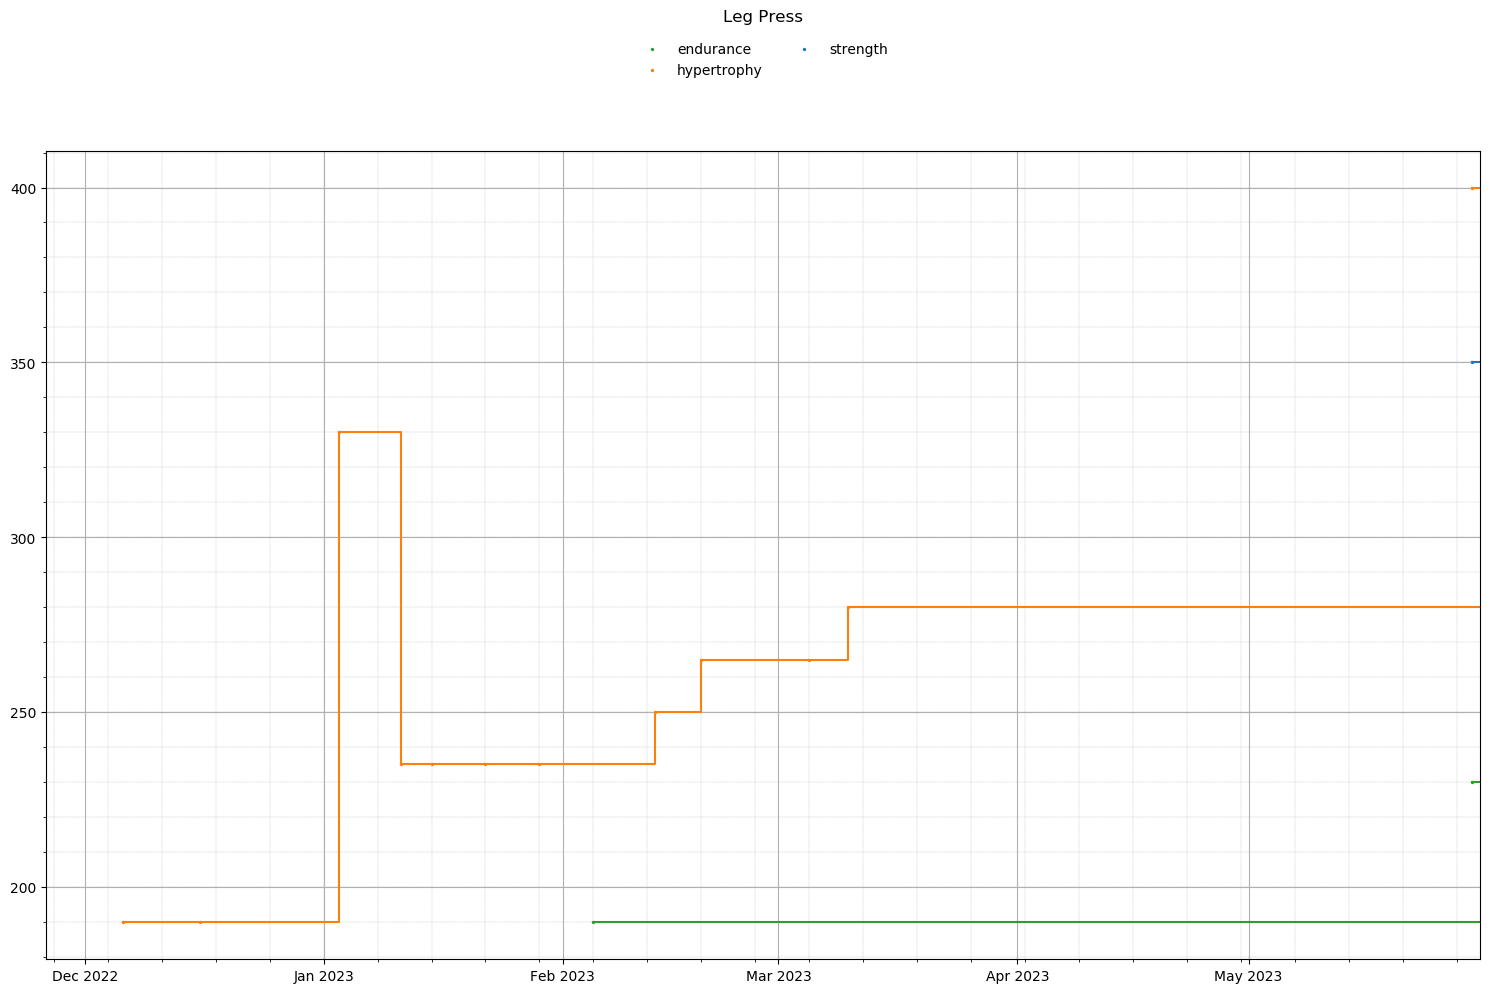 Leg Press
endurance
hypertrophy
strength
400
350
300
250
200
Dec 2022
Jan 2023
Feb 2023
Mar 2023
Apr 2023
May 2023